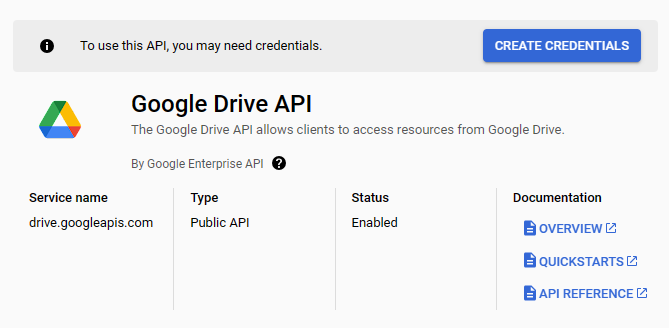 To use this API, you may need credentials.
CREATE CREDENTIALS
Google Drive API
The Google Drive API allows clients to access resources from Google Drive.
By Google Enterprise API
Service name
drive.googleapis.com
Type
Public API
Status
Enabled
Documentation
OVERVIEW
QUICKSTARTS
API REFERENCE